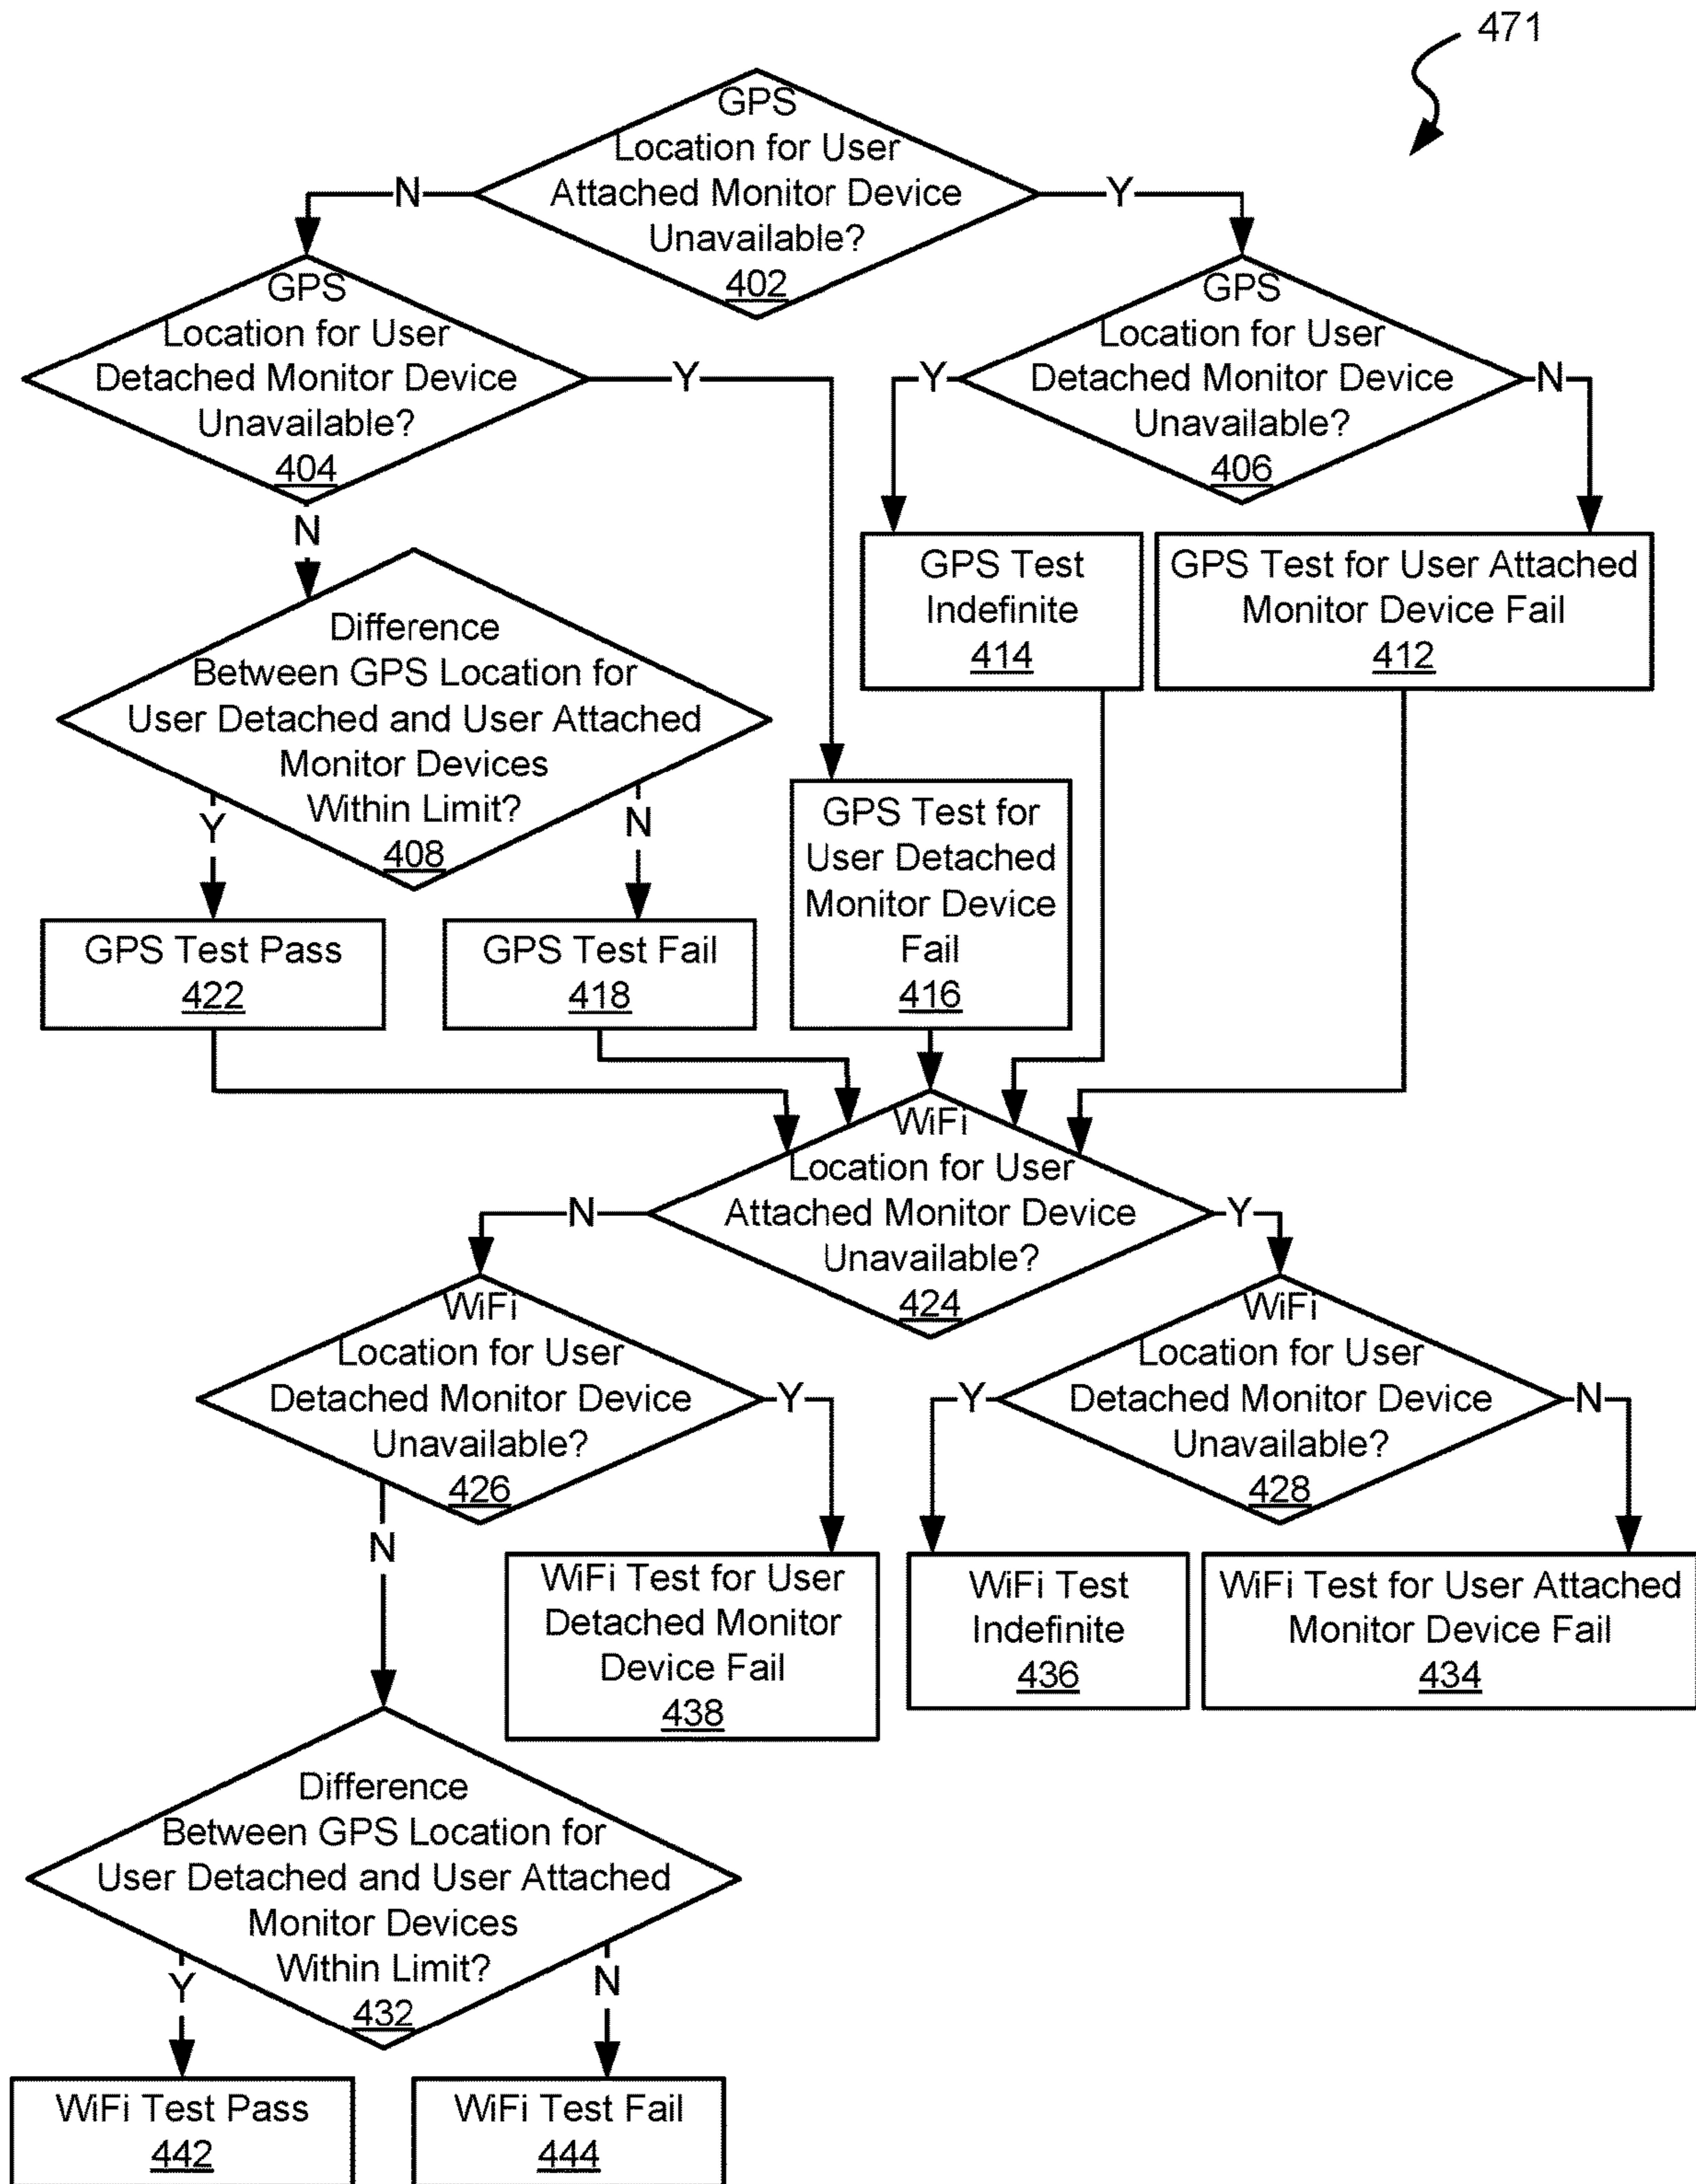 471
GPS
Location for User
Attached Monitor Device
Unavailable?
402
N
Y
GPS
Location for User
Detached Monitor Device
Unavailable?
404
Y
N
GPS
Location for User
Detached Monitor Device
Unavailable?
406
Y
N
GPS Test
Indefinite
414
GPS Test for User Attached
Monitor Device Fail
412
Difference
Between GPS Location for
User Detached and User Attached
Monitor Devices
Within Limit?
408
Y
N
GPS Test for
User Detached
Monitor Device
Fail
416
GPS Test Pass
422
GPS Test Fail
418
WiFi
Location for User
Attached Monitor Device
Unavailable?
424
N
Y
WiFi
Location for User
Detached Monitor Device
Unavailable?
426
Y
N
WiFi
Location for User
Detached Monitor Device
Unavailable?
428
Y
N
WiFi Test for User
Detached Monitor
Device Fail
438
WiFi Test
Indefinite
436
WiFi Test for User Attached
Monitor Device Fail
434
Difference
Between GPS Location for
User Detached and User Attached
Monitor Devices
Within Limit?
432
Y
N
WiFi Test Pass
442
WiFi Test Fail
444